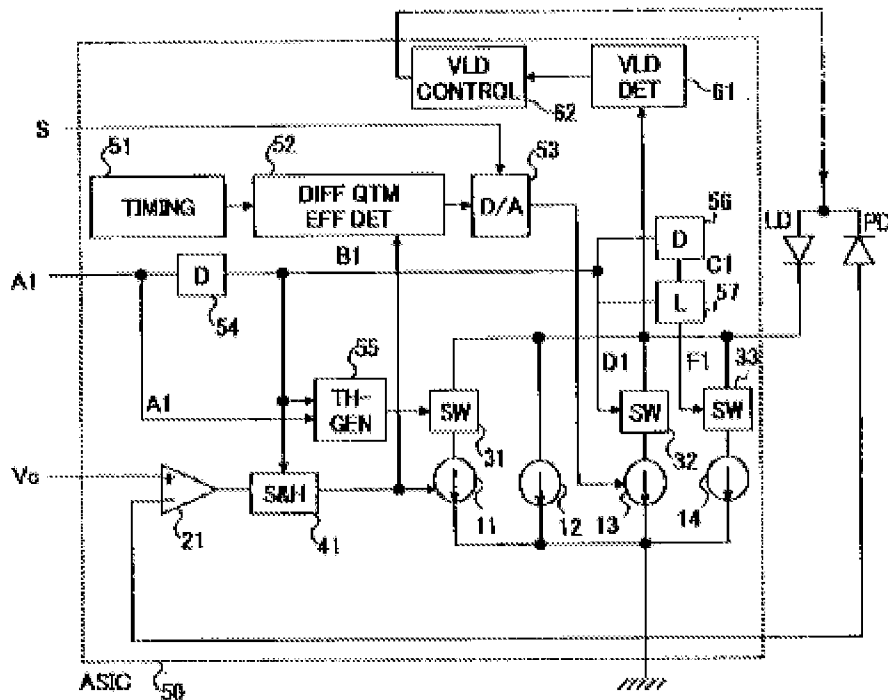 VLD
CONTROL
62
VLD
DET
61
S
51
TIMING
52
DIFF QTM
EFF DET
53
D/A
56
D
LD
PD
A1
D
54
B1
C1
57
L
55
TH-
GEN
A1
D1
F1
33
SW
31
SW
32
SW
Vc
21
S/H
41
11
12
13
14
ASIC
50